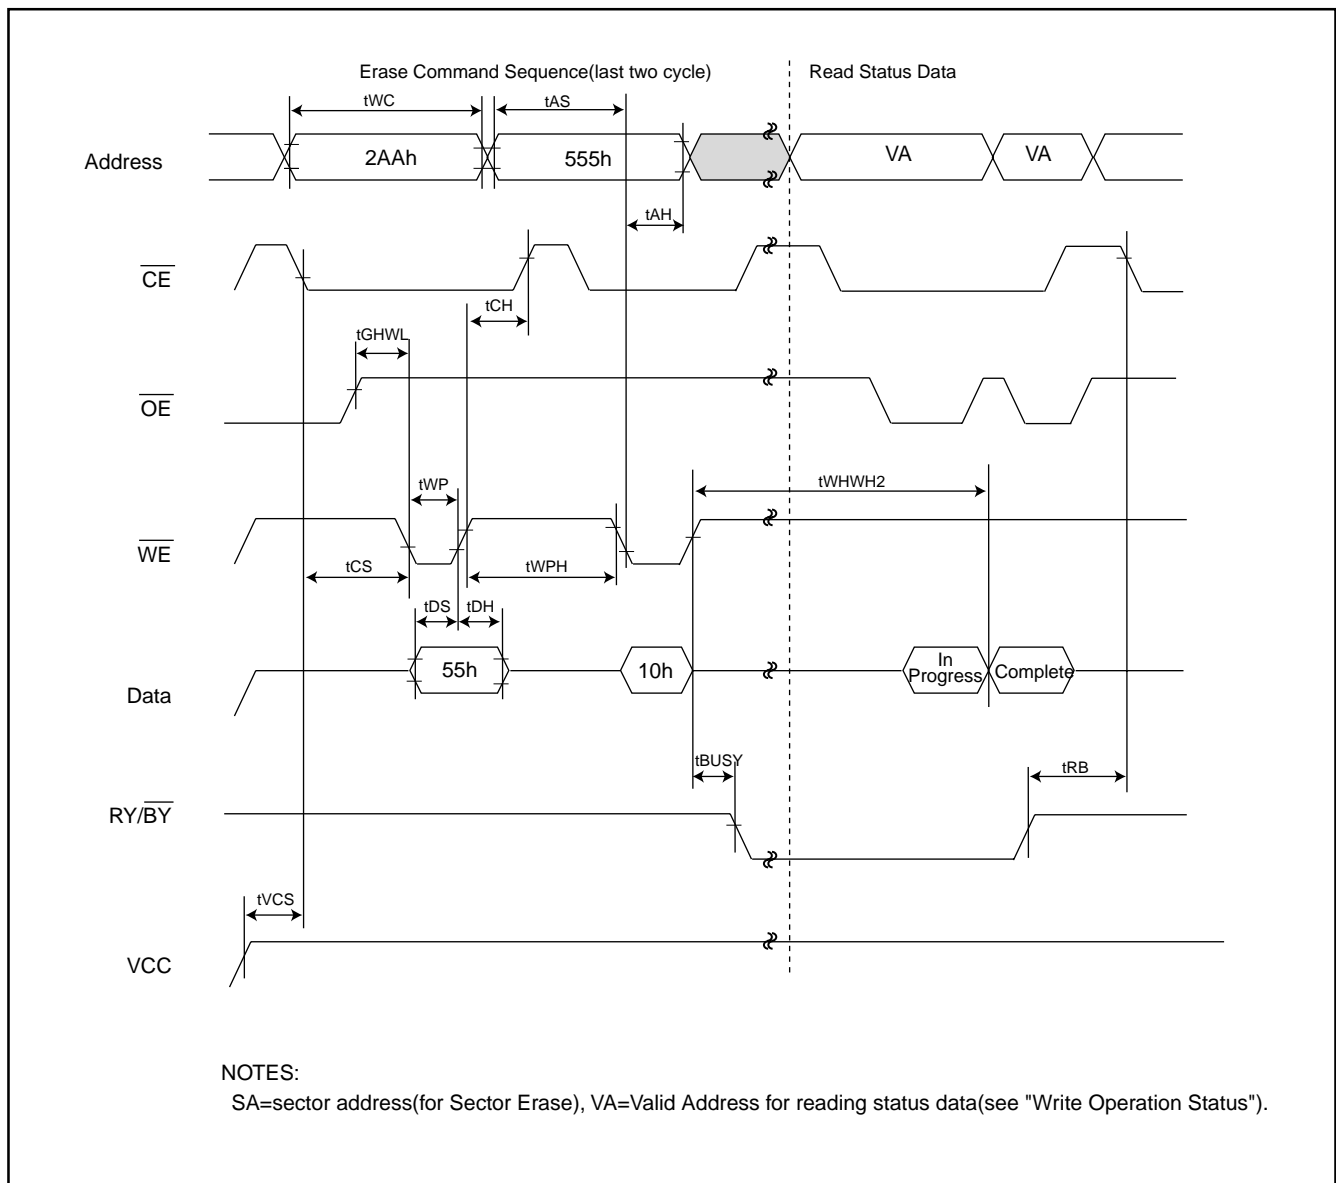 Erase Command Sequence(last two cycle) Read Status Data
tWC tAS
Address 2AAh 555h VA VA
tAH
CE
tCH
tGHWL
OE
tWP tWHWH2
WE
tCS tWPH
tDS tDH
Data 55h 10h In Progress Complete
tBUSY tRB
RY/BY
tVCS
VCC
NOTES:
SA=sector address(for Sector Erase), VA=Valid Address for reading status data(see "Write Operation Status").